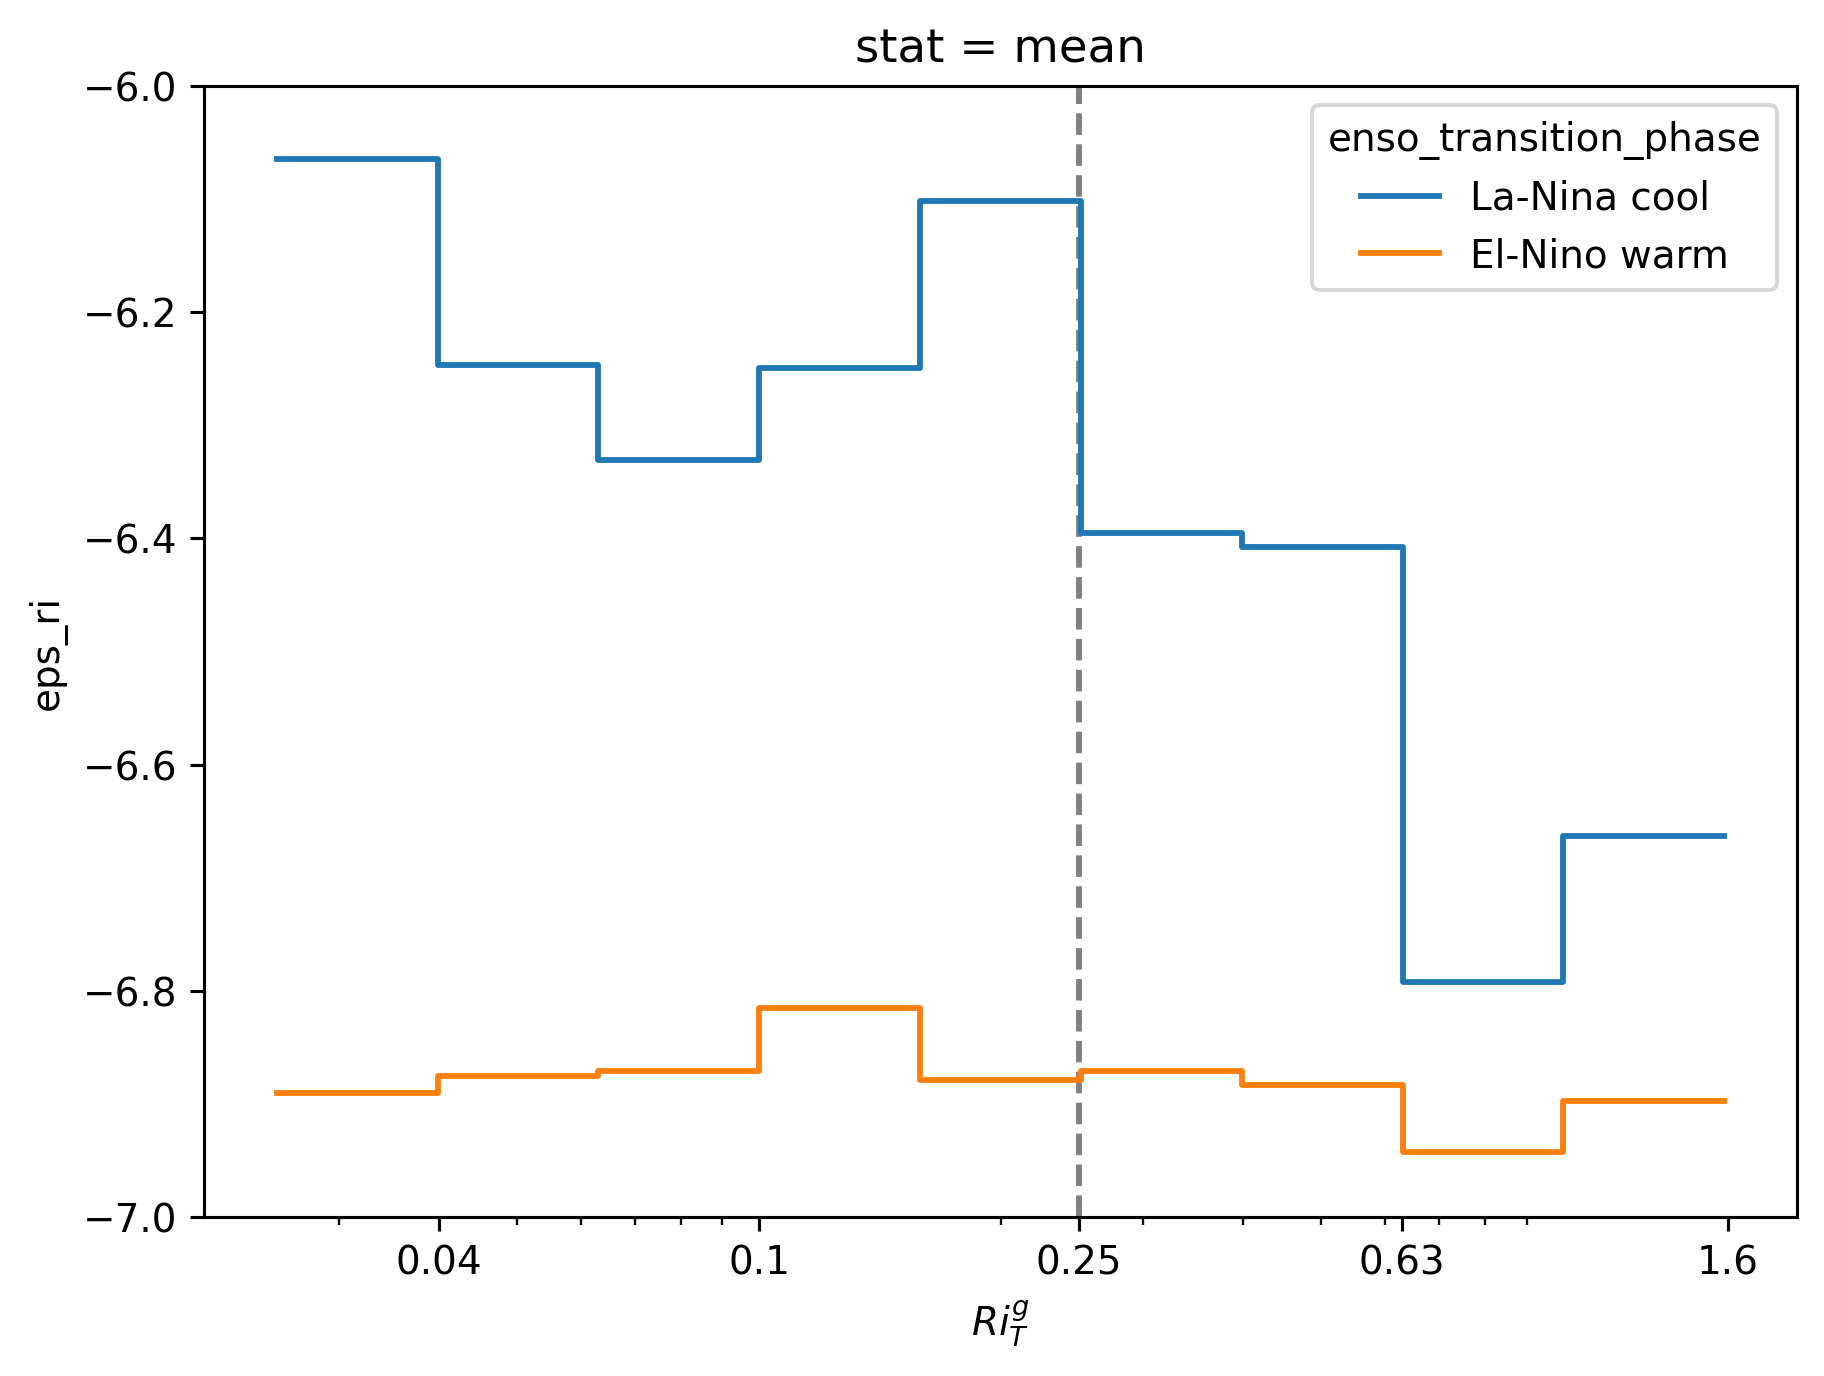 stat = mean
−6.0
−6.2
−6.4
−6.6
−6.8
−7.0
eps_ri
enso_transition_phase
La-Nina cool
El-Nino warm
0.04 0.1 0.25 0.63 1.6
$Ri_T^g$